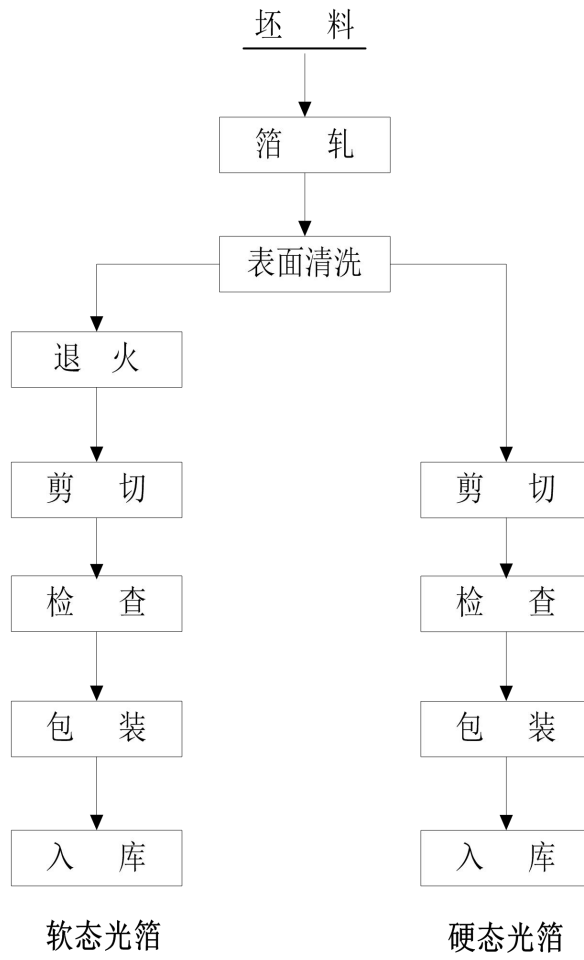 坯 料
箔 轧
表面清洗
退 火
剪 切
剪 切
检 查
检 查
包 装
包 装
入 库
入 库
软态光箔
硬态光箔